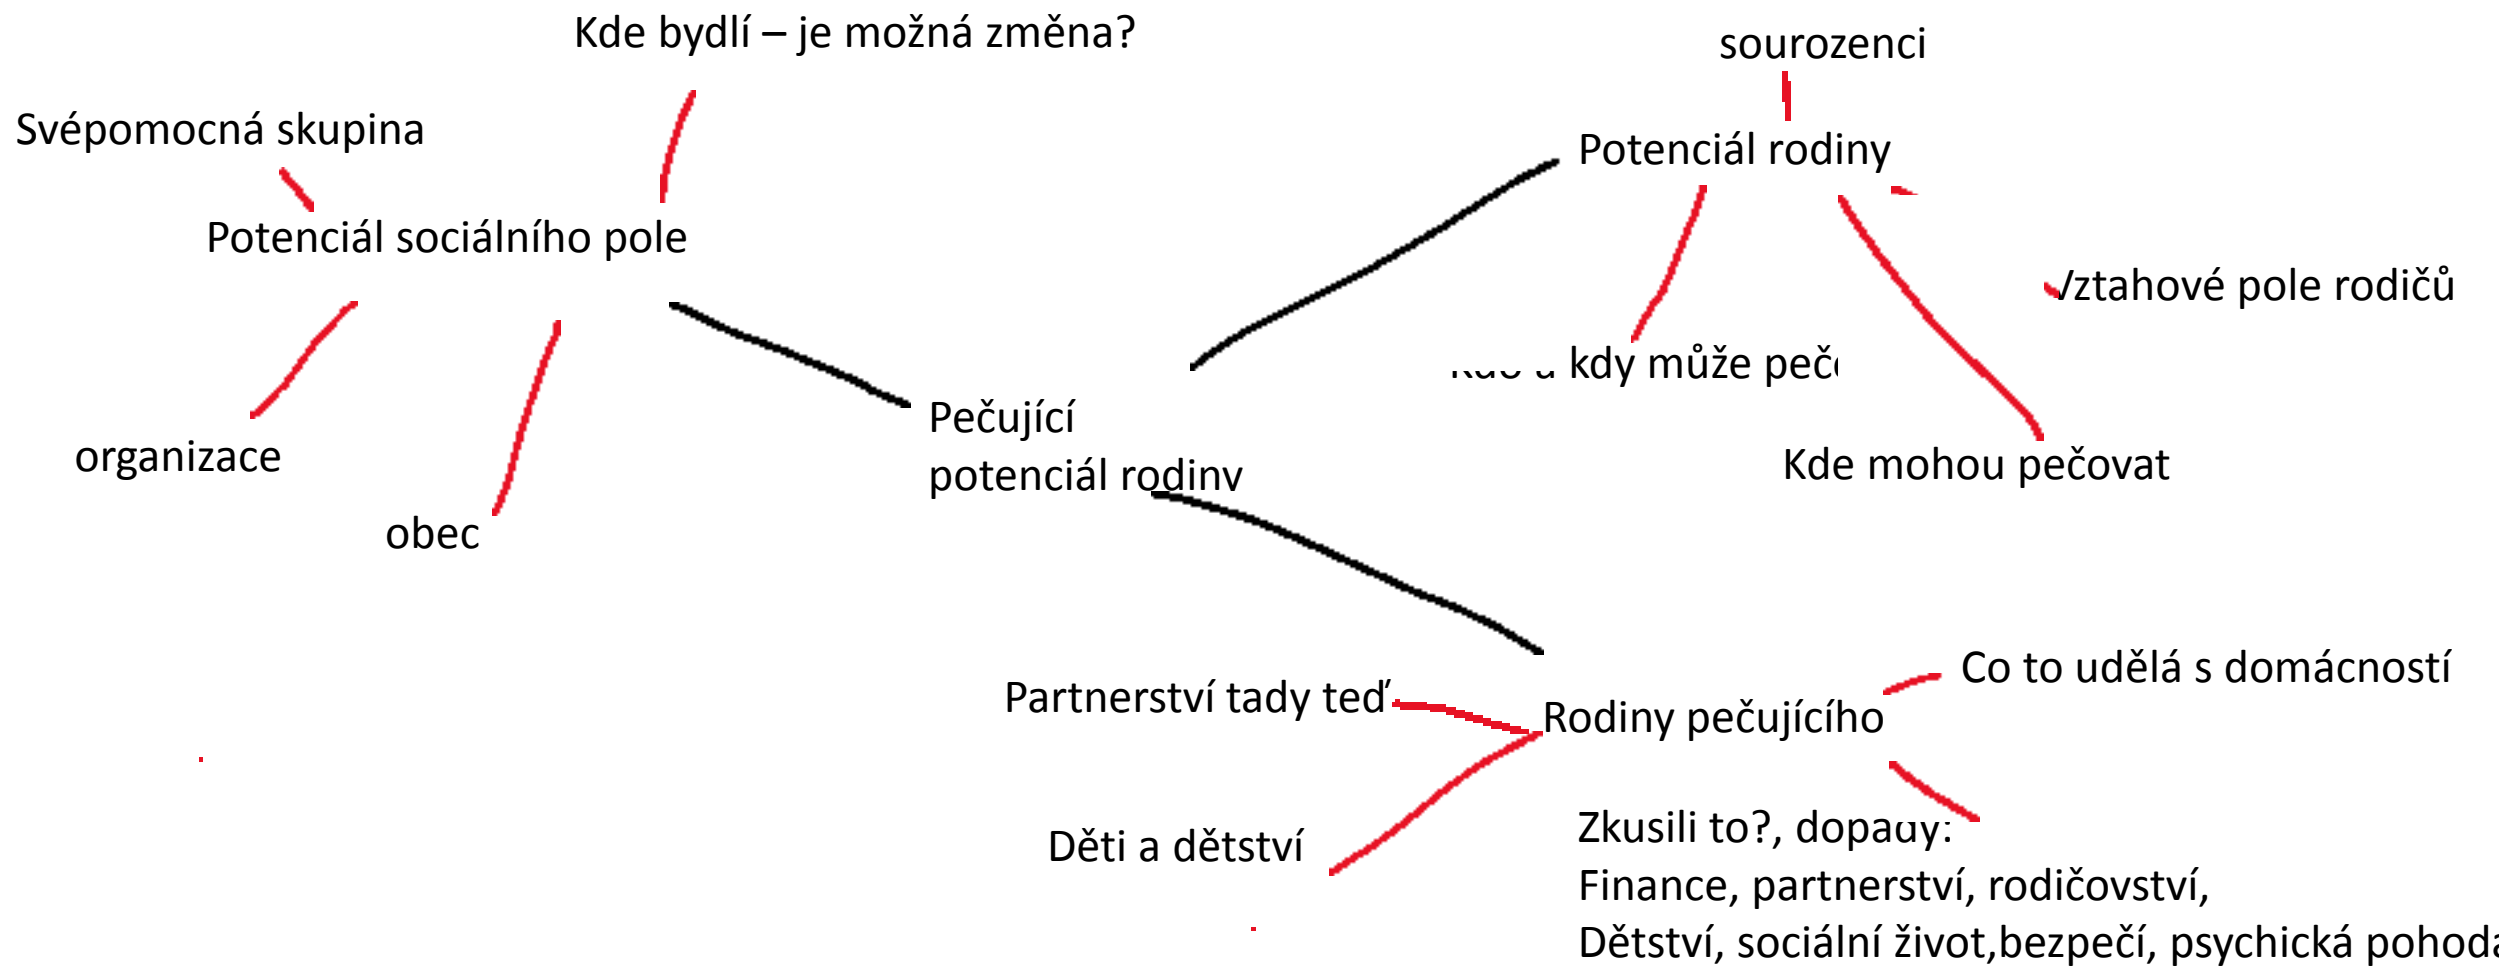 Kde bydlí – je možná změna?
sourozenci
Svépomocná skupina
Potenciál rodiny
Potenciál sociálního pole
Vztahové pole rodičů
kdy může
Pečující
potenciál rodiny
organizace
Kde mohou pečovat
obec
Co to udělá s domácností
Partnerství tady teď
Rodiny pečujícího
Děti a dětství
Zkusili to?, dopady:
Finance, partnerství, rodičovství,
Dětství, sociální život,bezpečí, psychická pohoda